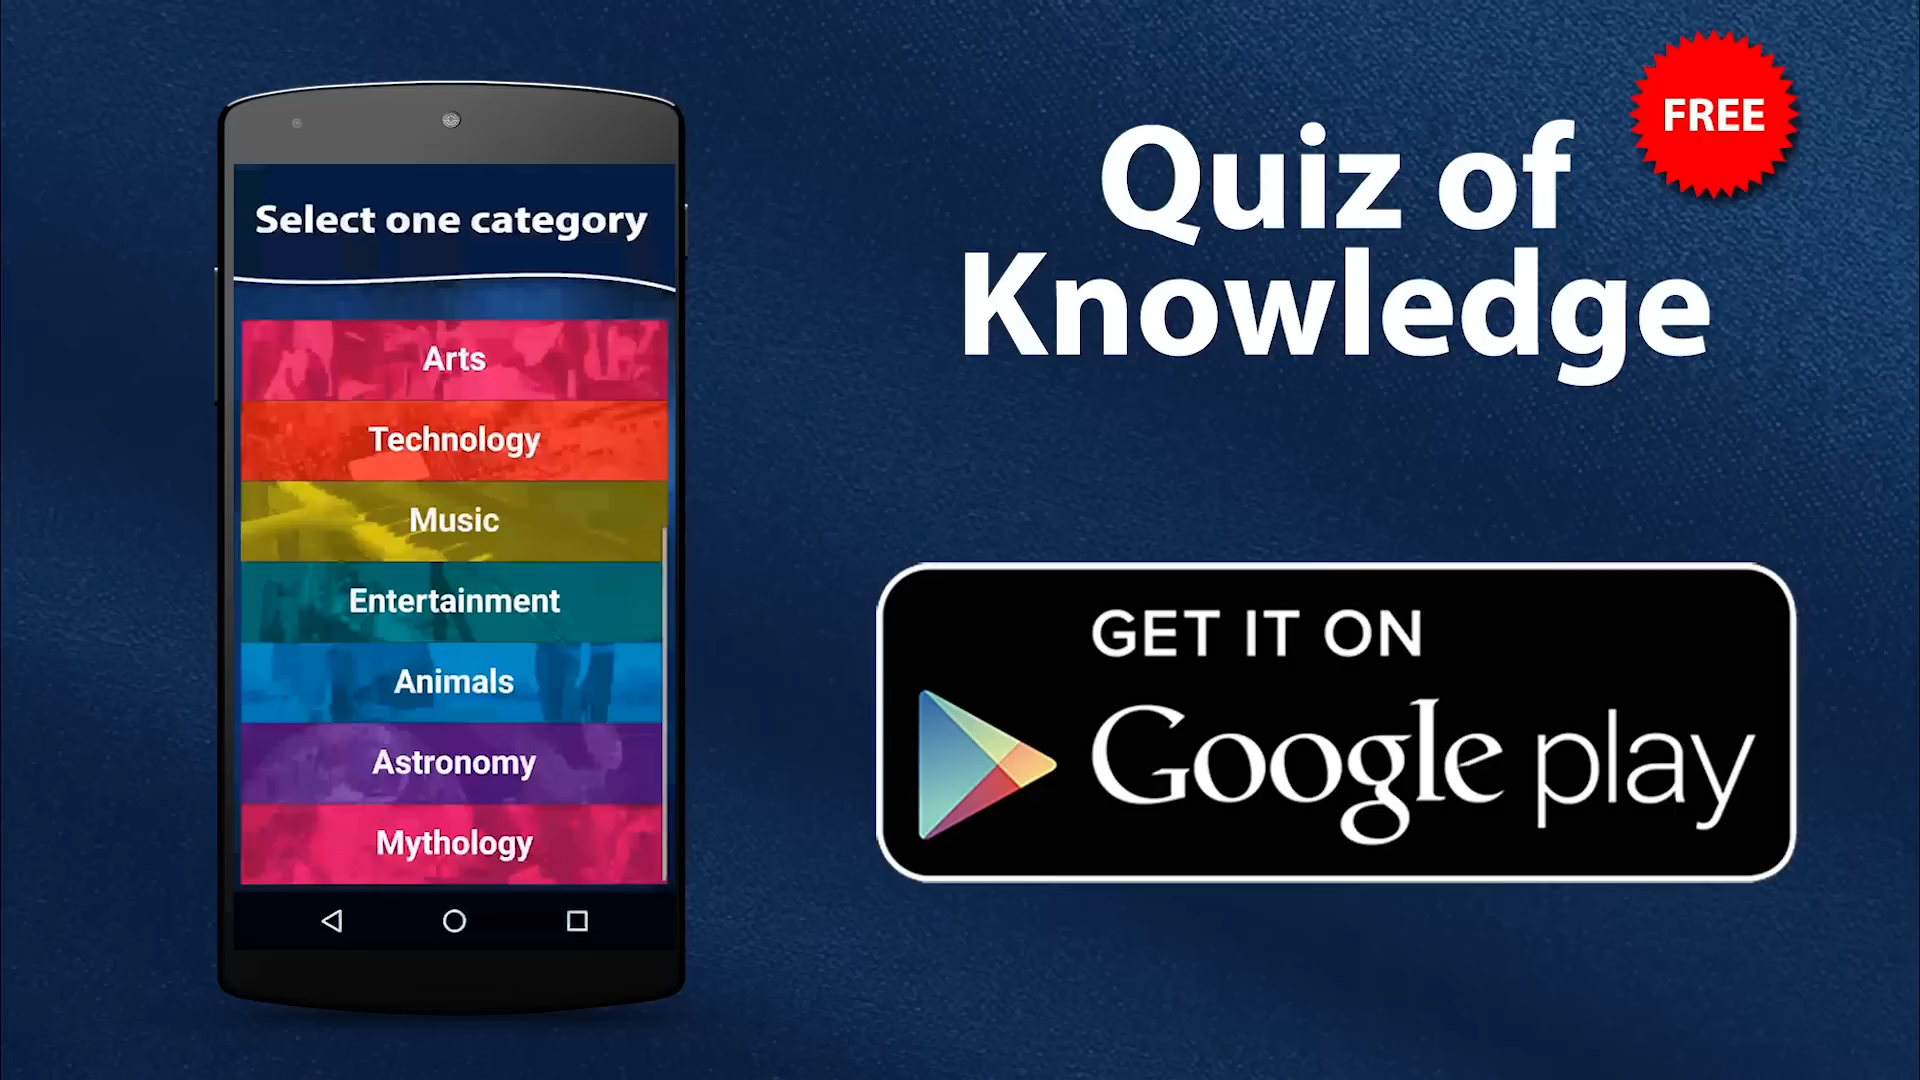 Select one category
Arts
Technology
Music
Entertainment
Animals
Astronomy
Mythology
FREE
Quiz of
Knowledge
GET IT ON
Google play